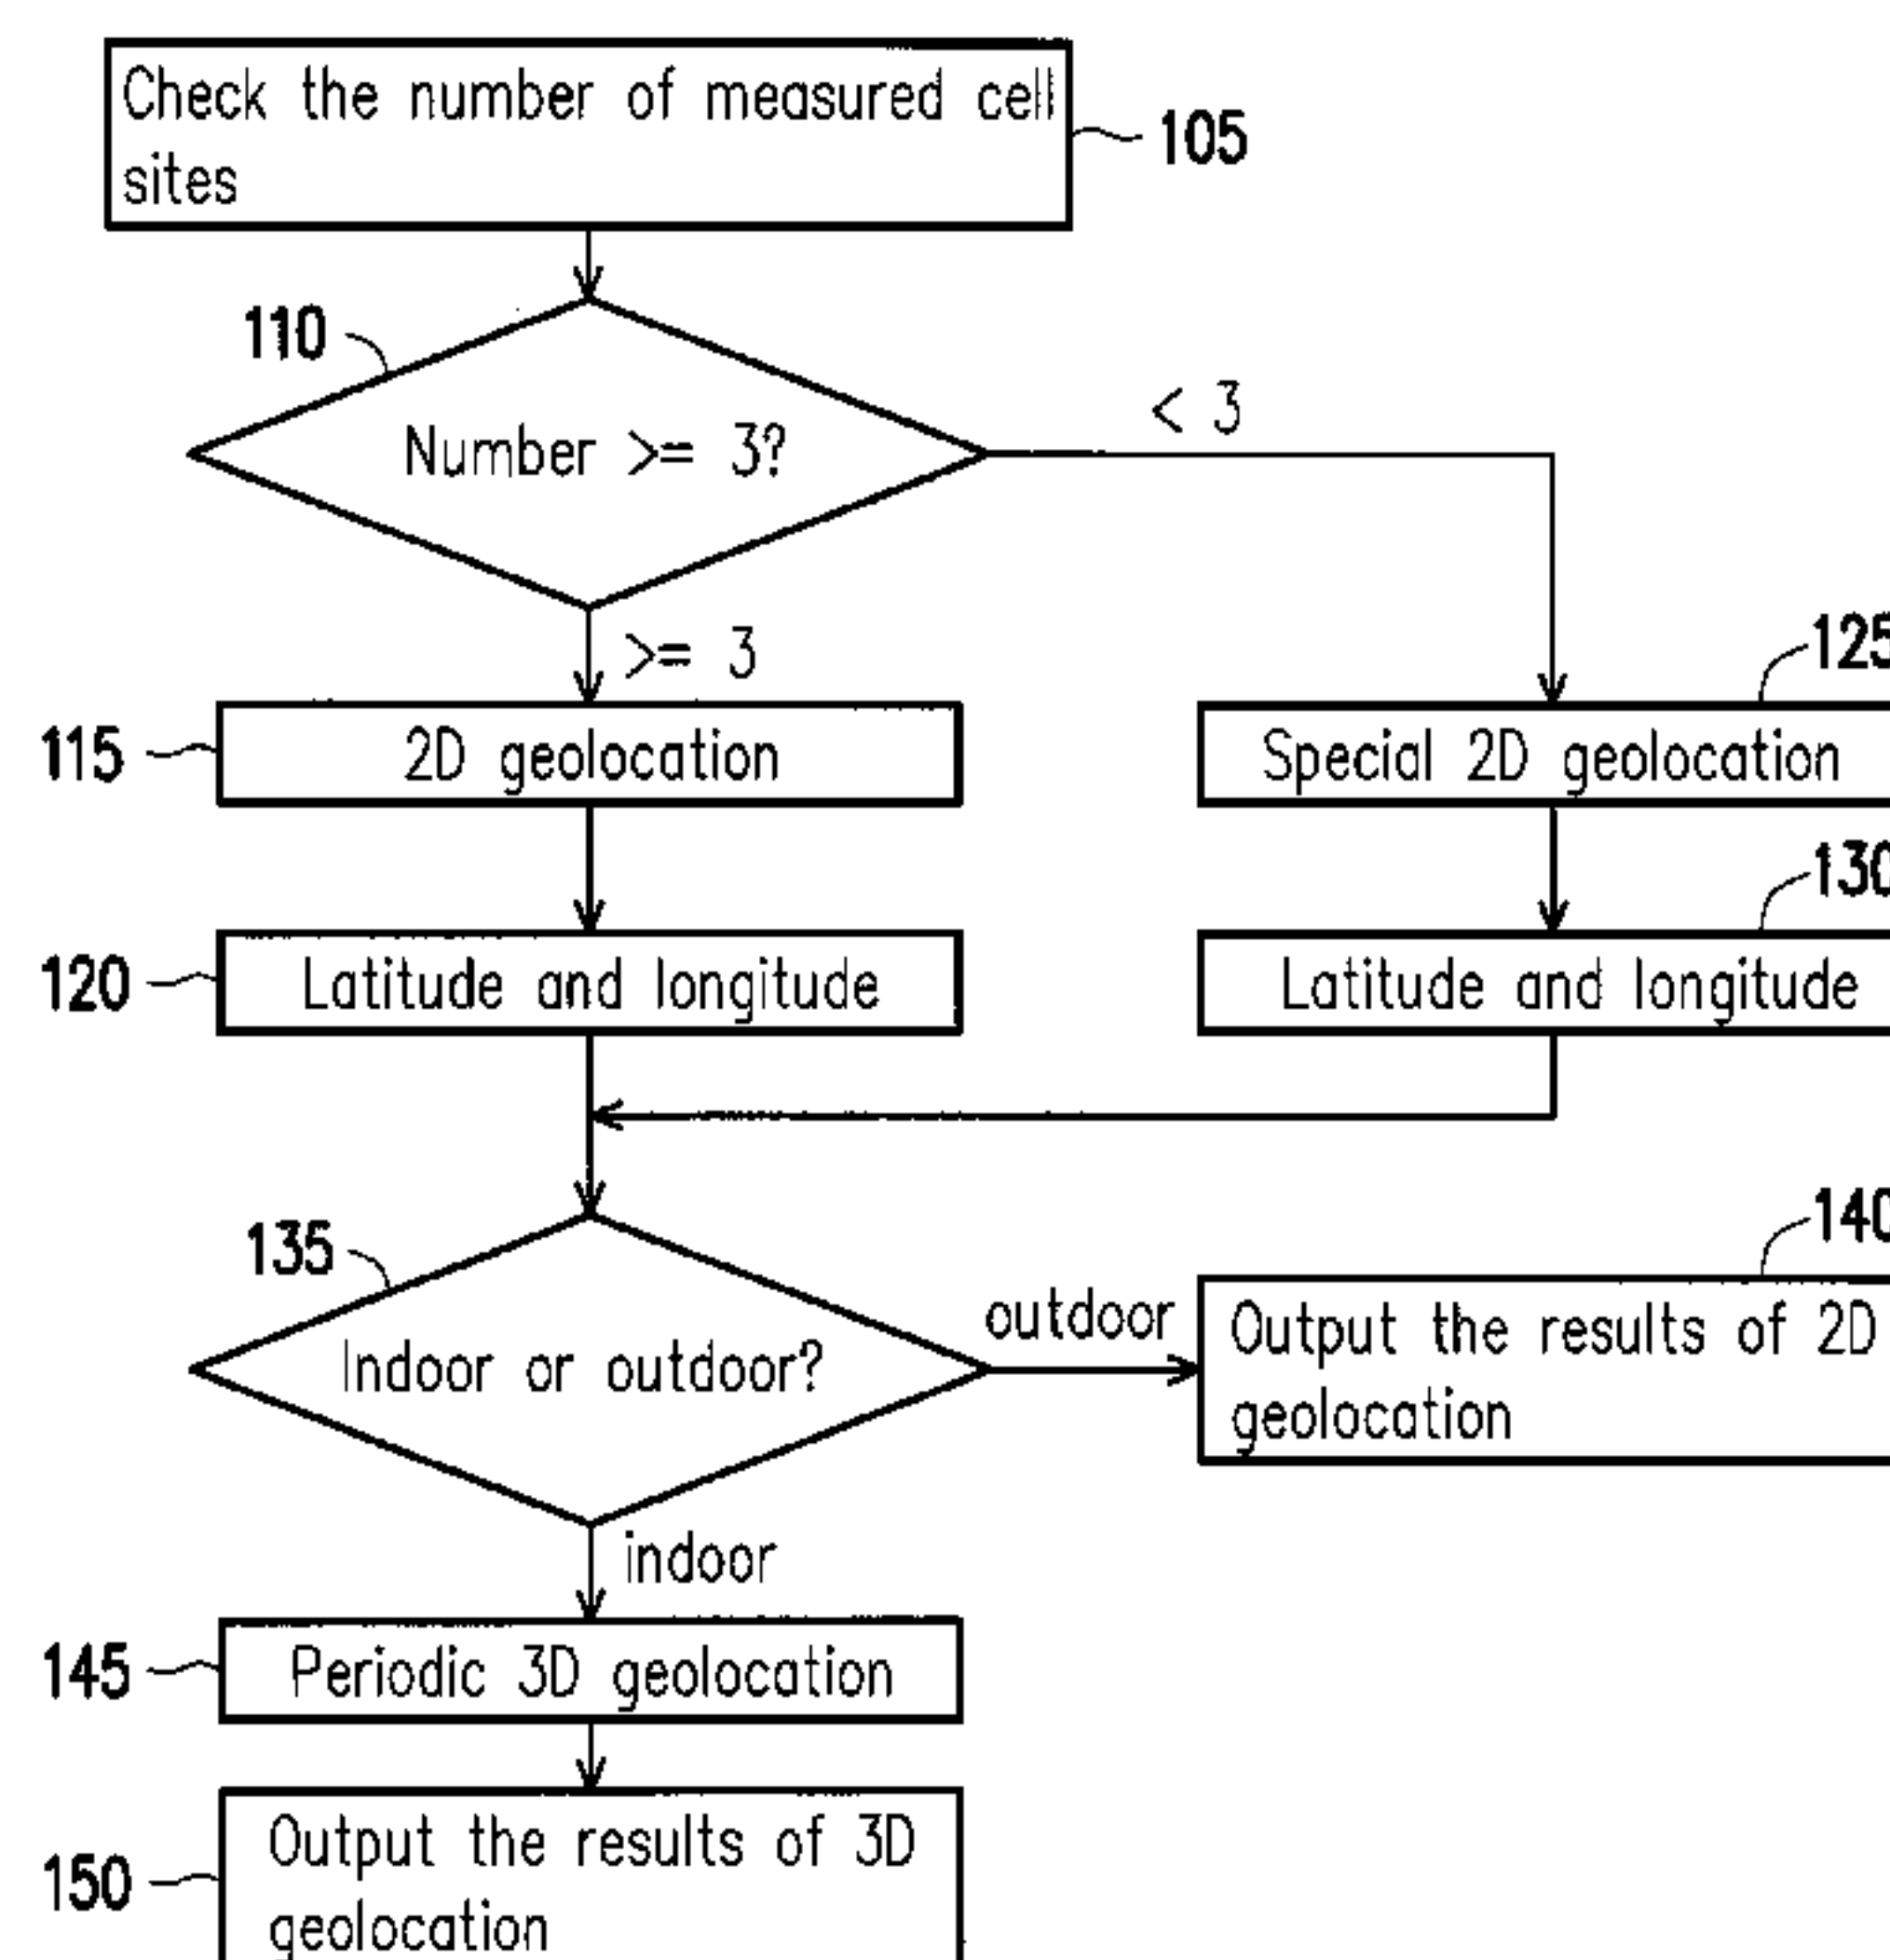 Check the number of measured cell
sites
105
110
Number >= 3?
< 3
>= 3
125
115
2D geolocation
Special 2D geolocation
130
120
Latitude and longitude
Latitude and longitude
135
Indoor or outdoor?
outdoor
140
Output the results of 2D
geolocation
indoor
145
Periodic 3D geolocation
150
Output the results of 3D
geolocation